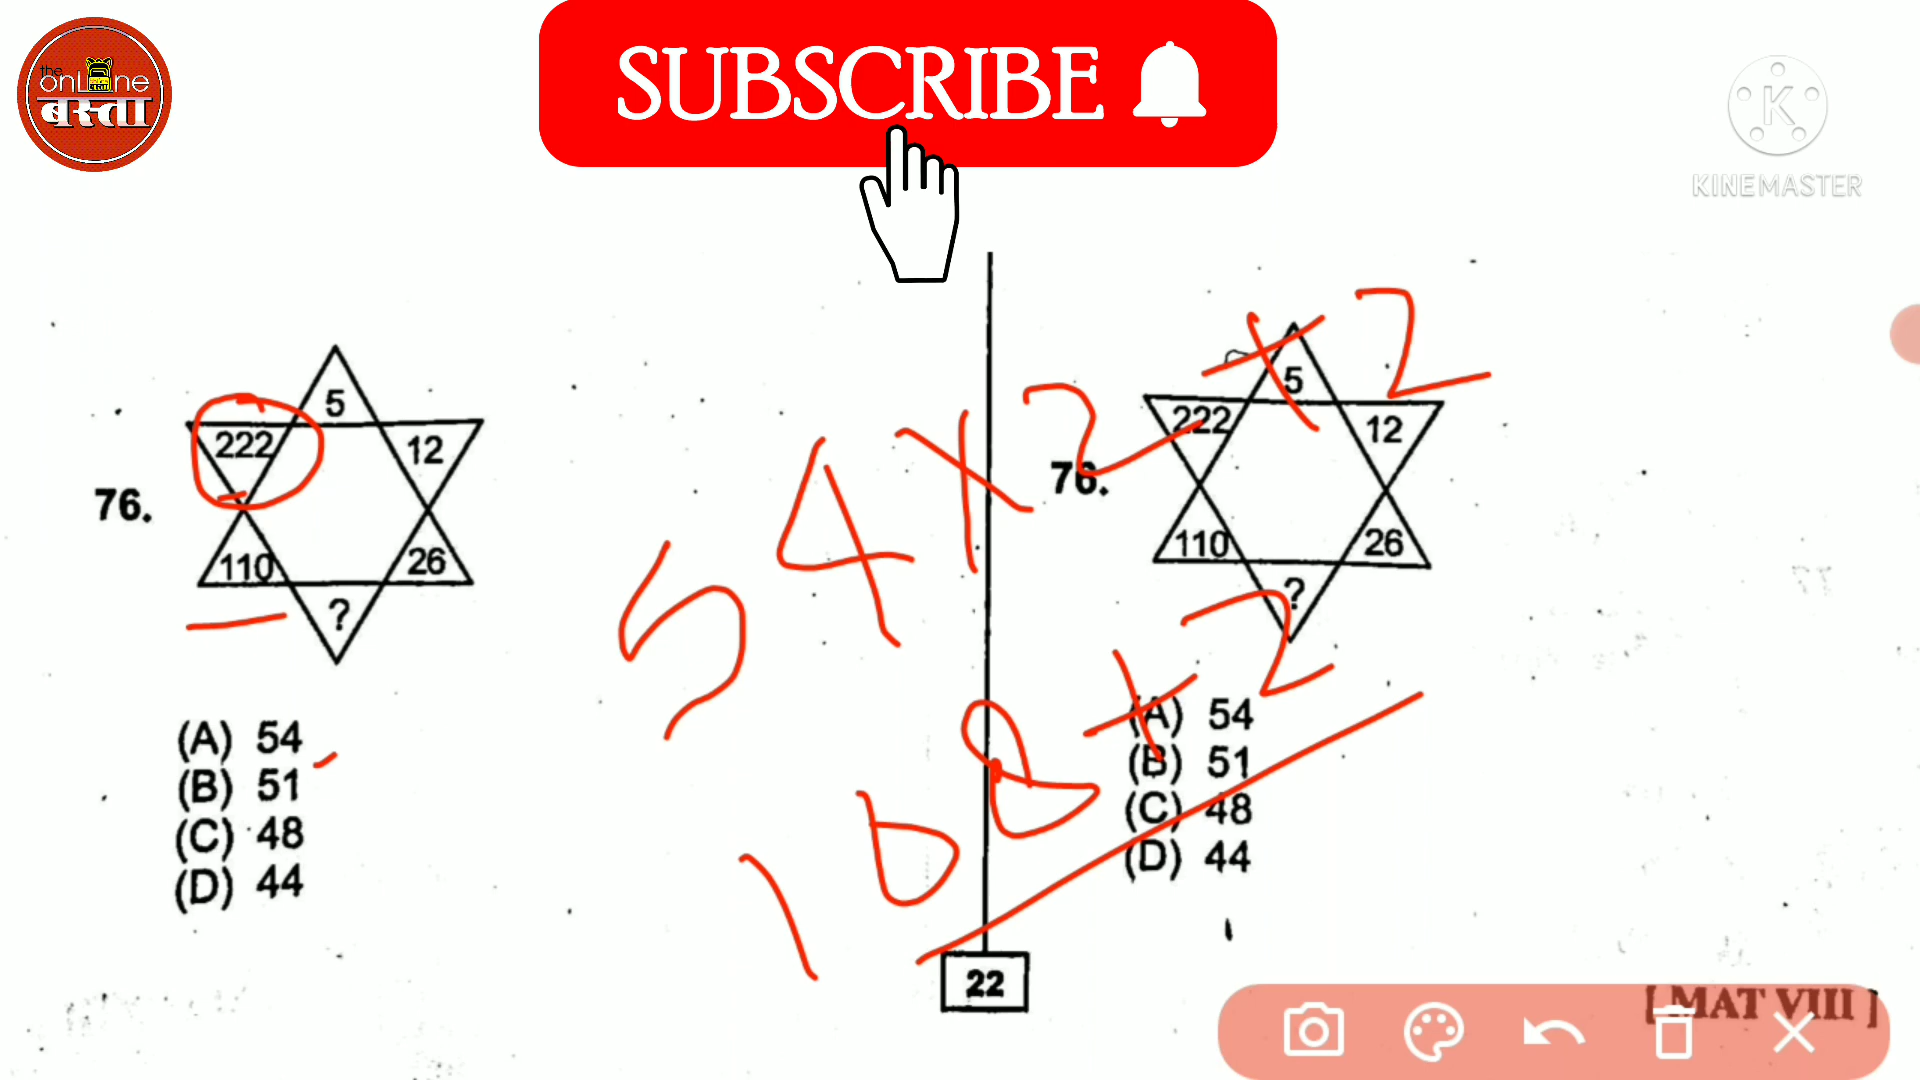 the
onLine
बस्ता
SUBSCRIBE
K
KINEMASTER
76.
5
222
12
110
26
?
(A) 54
(B) 51
(C) 48
(D) 44
54 × 2
108 + 2
× 2
76.
5
222
12
110
26
?
(A) 54
(B) 51
(C) 48
(D) 44
22
[ MAT VIII ]